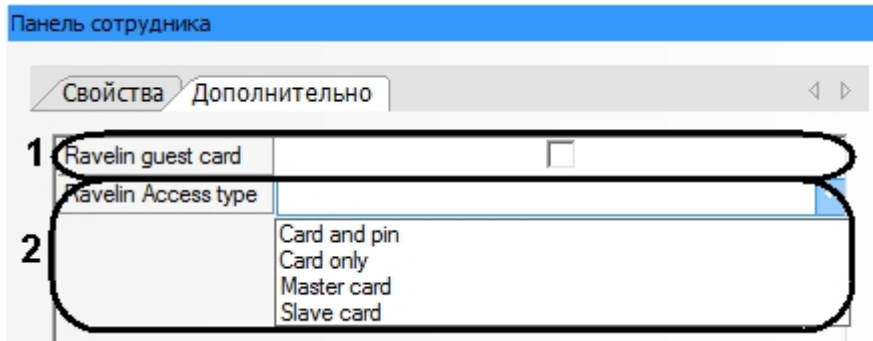 Панель сотрудника
Свойства Дополнительно
1 Ravelin guest card
Ravelin Access type
2
Card and pin
Card only
Master card
Slave card